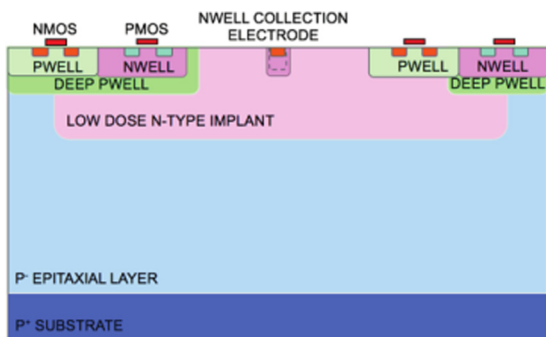 NWELL COLLECTION
ELECTRODE
NMOS
PMOS
PWELL
NWELL
PWELL
NWELL
DEEP PWELL
DEEP PWELL
LOW DOSE N-TYPE IMPLANT
P⁻ EPITAXIAL LAYER
P⁺ SUBSTRATE